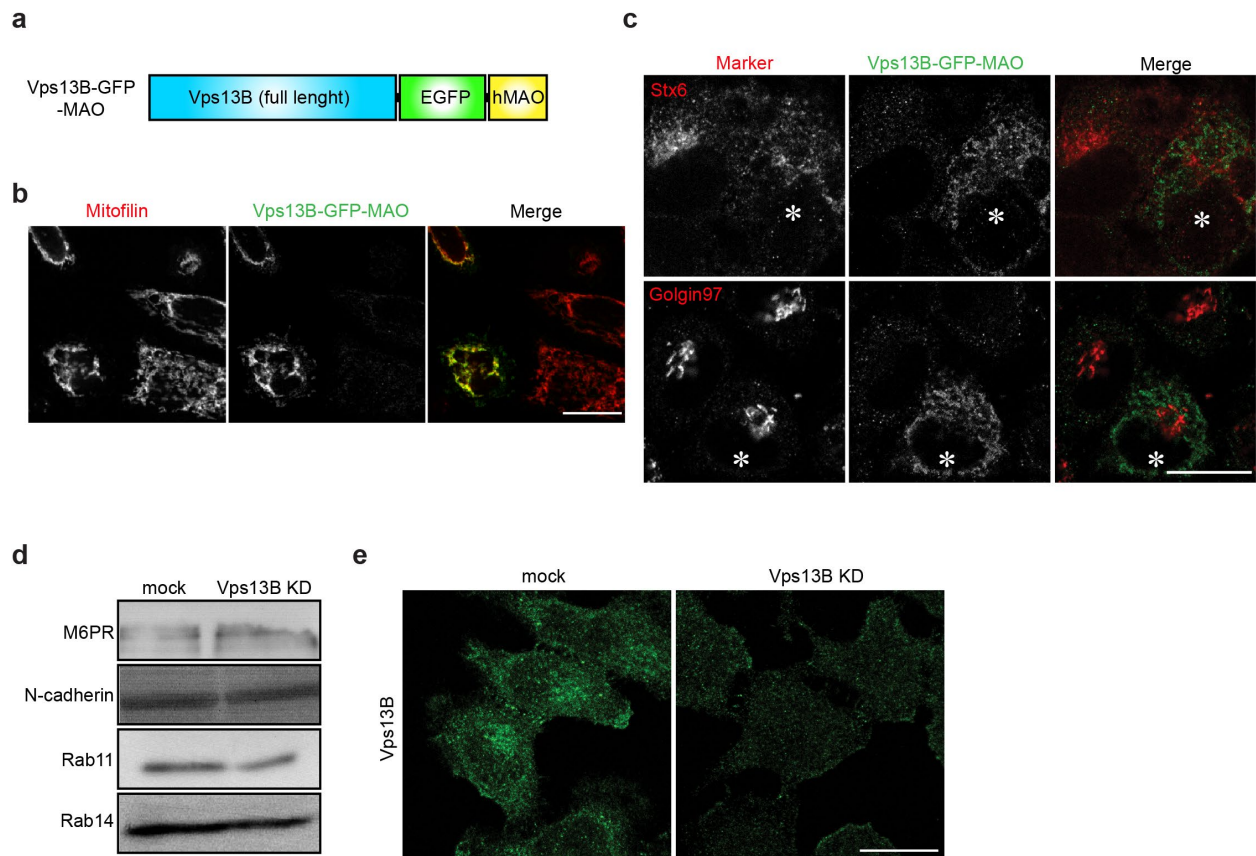 a
Vps13B-GFP
-MAO
Vps13B (full lenght)
EGFP
hMAO
b
Mitofilin
Vps13B-GFP-MAO
Merge
c
Marker
Vps13B-GFP-MAO
Merge
Stx6
*
*
*
Golgin97
*
*
*
d
mock
Vps13B KD
M6PR
N-cadherin
Rab11
Rab14
e
mock
Vps13B KD
Vps13B